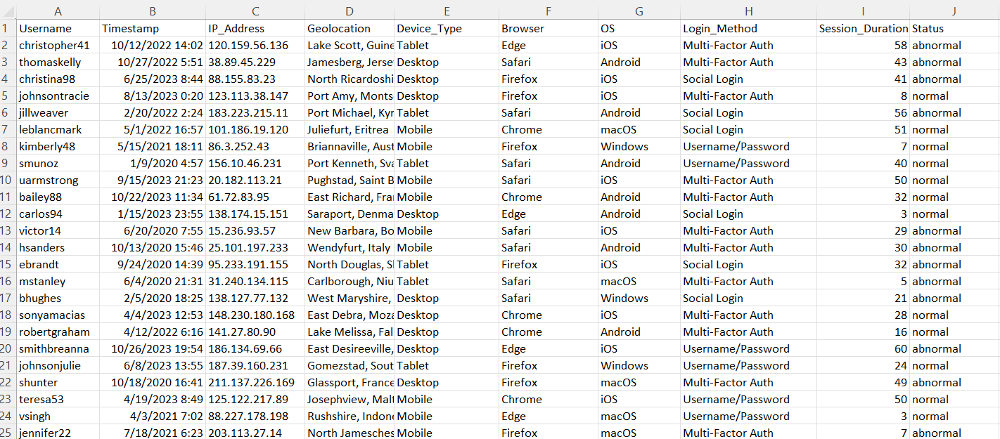 A B C D E F G H I J
1 Username Timestamp IP_Address Geolocation Device_Type Browser OS Login_Method Session_Duration Status
2 christopher41 10/12/2022 14:02 120.159.56.136 Lake Scott, Guine Tablet Edge iOS Multi-Factor Auth 58 abnormal
3 thomaskelly 10/27/2022 5:51 38.89.45.229 Jamesberg, Jerse Desktop Safari Android Multi-Factor Auth 43 abnormal
4 christina98 6/25/2023 8:44 88.155.83.23 North Ricardoshi Desktop Firefox iOS Social Login 41 abnormal
5 johnsontracie 8/13/2023 0:20 123.113.38.147 Port Amy, Monts Desktop Firefox iOS Multi-Factor Auth 8 normal
6 jillweaver 2/20/2022 2:24 183.223.215.11 Port Michael, Kyr Tablet Safari Android Social Login 56 abnormal
7 leblancmark 5/1/2022 16:57 101.186.19.120 Juliefurt, Eritrea Mobile Chrome macOS Social Login 51 normal
8 kimberly48 5/15/2021 18:11 86.3.252.43 Briannaville, Aust Mobile Firefox Windows Username/Password 7 normal
9 smunoz 1/9/2020 4:57 156.10.46.231 Port Kenneth, Sva Tablet Safari Android Username/Password 40 normal
10 uarmstrong 9/15/2023 21:23 20.182.113.21 Pughstad, Saint B Mobile Safari iOS Multi-Factor Auth 50 normal
11 bailey88 10/22/2023 11:34 61.72.83.95 East Richard, Fra Mobile Chrome Android Multi-Factor Auth 32 normal
12 carlos94 1/15/2023 23:55 138.174.15.151 Saraport, Denma Desktop Edge Android Social Login 3 normal
13 victor14 6/20/2020 7:55 15.236.93.57 New Barbara, Bo Mobile Safari iOS Multi-Factor Auth 29 abnormal
14 hsanders 10/13/2020 15:46 25.101.197.233 Wendyfurt, Italy Mobile Safari Android Multi-Factor Auth 30 abnormal
15 ebrandt 9/24/2020 14:39 95.233.191.155 North Douglas, Sl Tablet Firefox iOS Social Login 32 abnormal
16 mstanley 6/4/2020 21:31 31.240.134.115 Carlborough, Niu Tablet Safari macOS Multi-Factor Auth 5 abnormal
17 bhughes 2/5/2020 18:25 138.127.77.132 West Maryshire, Desktop Safari Windows Social Login 21 abnormal
18 sonyamacias 4/4/2023 12:53 148.230.180.168 East Debra, Moza Desktop Chrome iOS Multi-Factor Auth 28 normal
19 robertgraham 4/12/2022 6:16 141.27.80.90 Lake Melissa, Fal Desktop Chrome Android Multi-Factor Auth 16 normal
20 smithbreanna 10/26/2023 19:54 186.134.69.66 East Desireeville, Desktop Edge iOS Username/Password 60 abnormal
21 johnsonjulie 6/8/2023 13:55 187.39.160.231 Gomezstad, Sout Tablet Firefox Windows Username/Password 24 normal
22 shunter 10/18/2020 16:41 211.137.226.169 Glassport, France Desktop Firefox macOS Multi-Factor Auth 49 abnormal
23 teresa53 4/19/2023 8:49 125.122.217.89 Josephview, Malt Mobile Chrome iOS Username/Password 50 normal
24 vsingh 4/3/2021 7:02 88.227.178.198 Rushshire, Indone Mobile Edge macOS Username/Password 3 normal
25 jennifer22 7/18/2021 6:23 203.113.27.14 North Jamesches Mobile Firefox macOS Multi-Factor Auth 7 abnormal